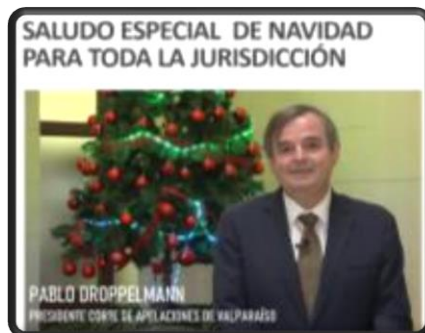 SALUDO ESPECIAL DE NAVIDAD
PARA TODA LA JURISDICCIÓN
PABLO DROPPELMANN
PRESIDENTE CORTE DE APELACIONES DE VALPARAÍSO